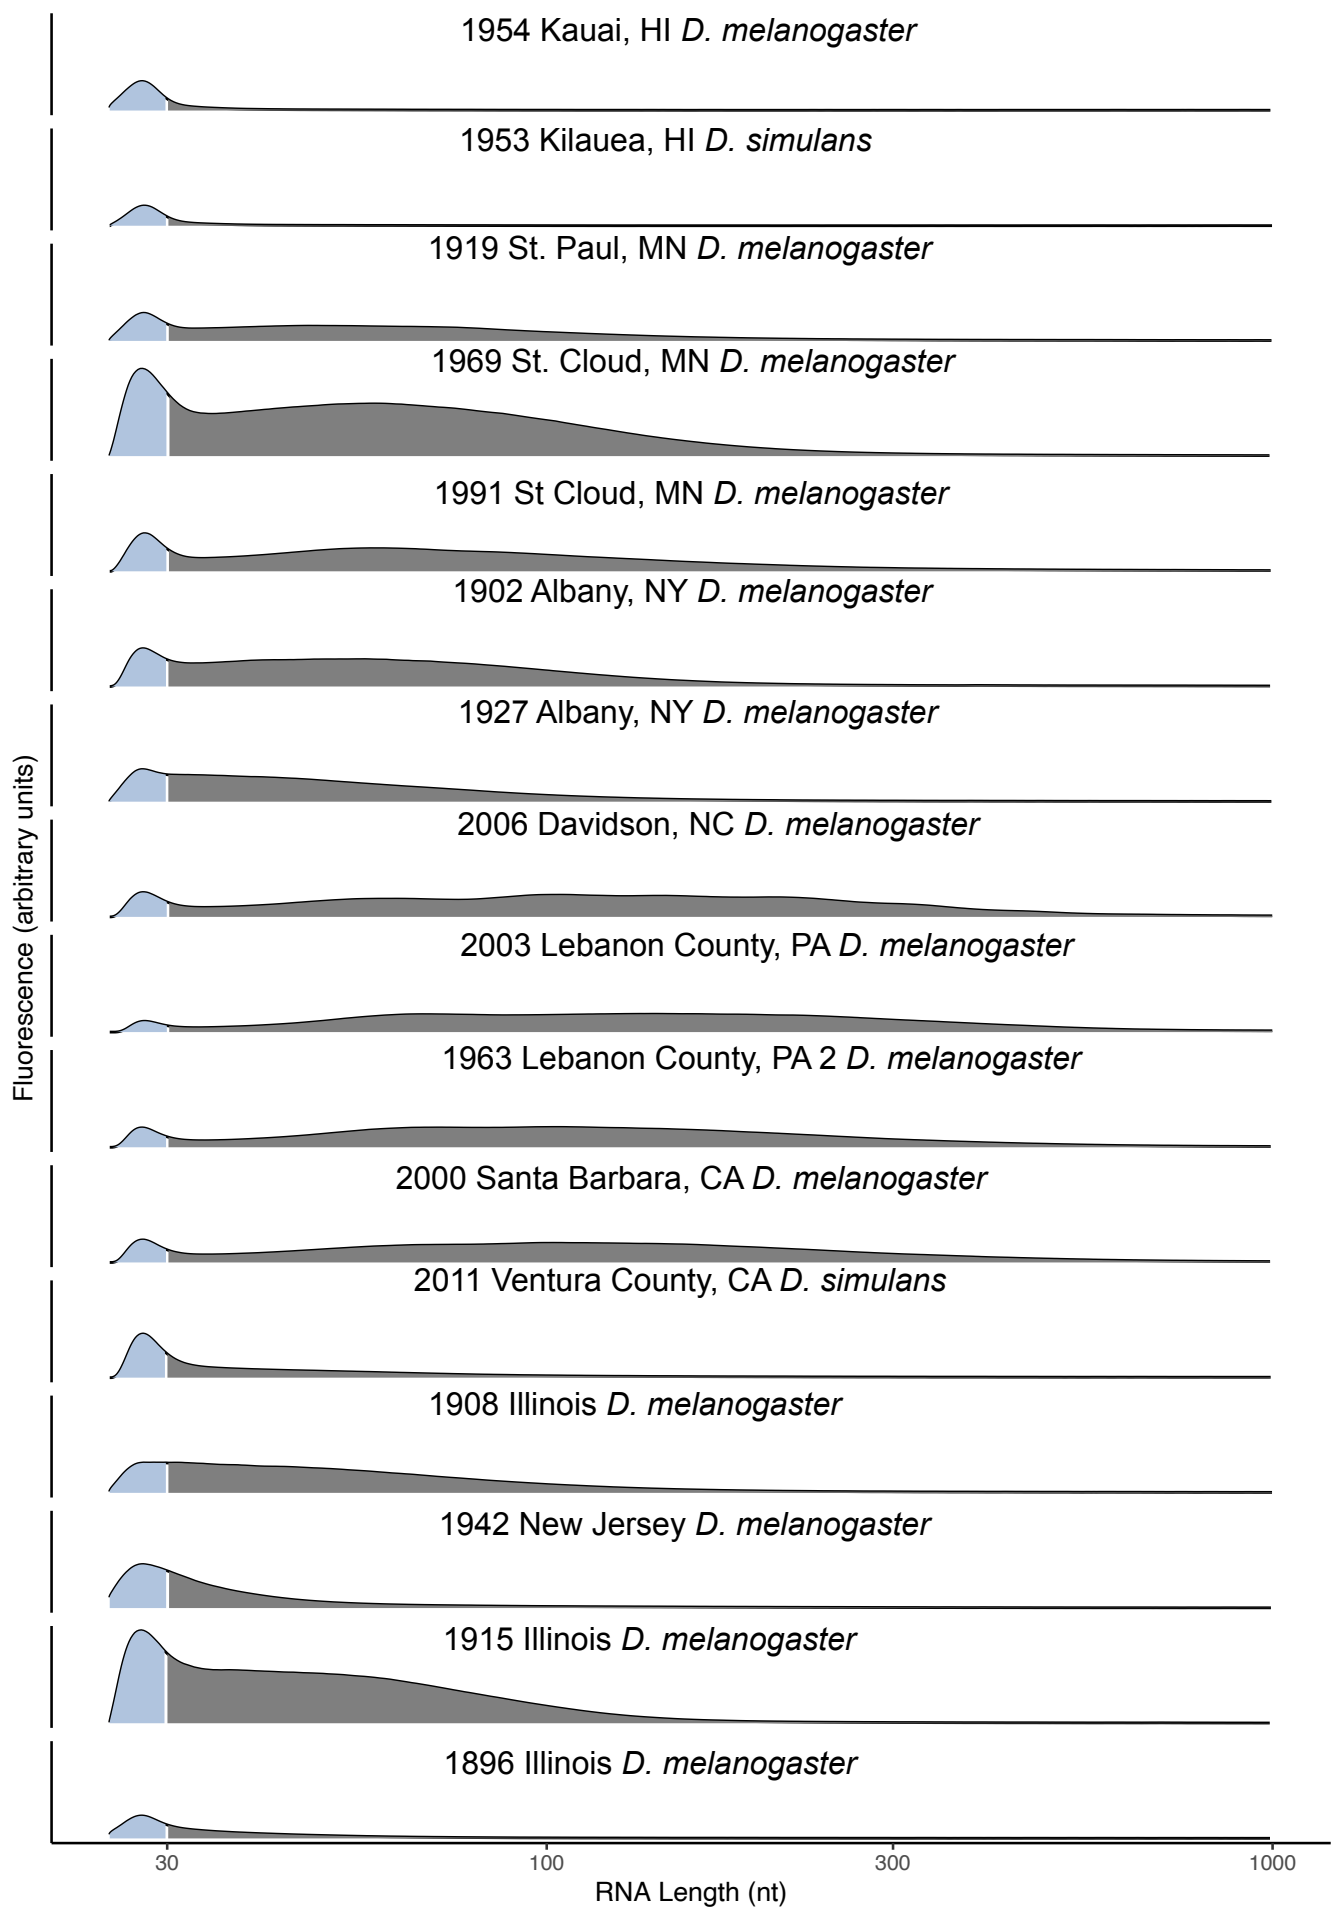 1954 Kauai, HI D. melanogaster
1953 Kilauea, HI D. simulans
1919 St. Paul, MN D. melanogaster
1969 St. Cloud, MN D. melanogaster
1991 St Cloud, MN D. melanogaster
1902 Albany, NY D. melanogaster
1927 Albany, NY D. melanogaster
2006 Davidson, NC D. melanogaster
2003 Lebanon County, PA D. melanogaster
1963 Lebanon County, PA 2 D. melanogaster
2000 Santa Barbara, CA D. melanogaster
2011 Ventura County, CA D. simulans
1908 Illinois D. melanogaster
1942 New Jersey D. melanogaster
1915 Illinois D. melanogaster
1896 Illinois D. melanogaster
Fluorescence (arbitrary units)
30 100 300 1000
RNA Length (nt)